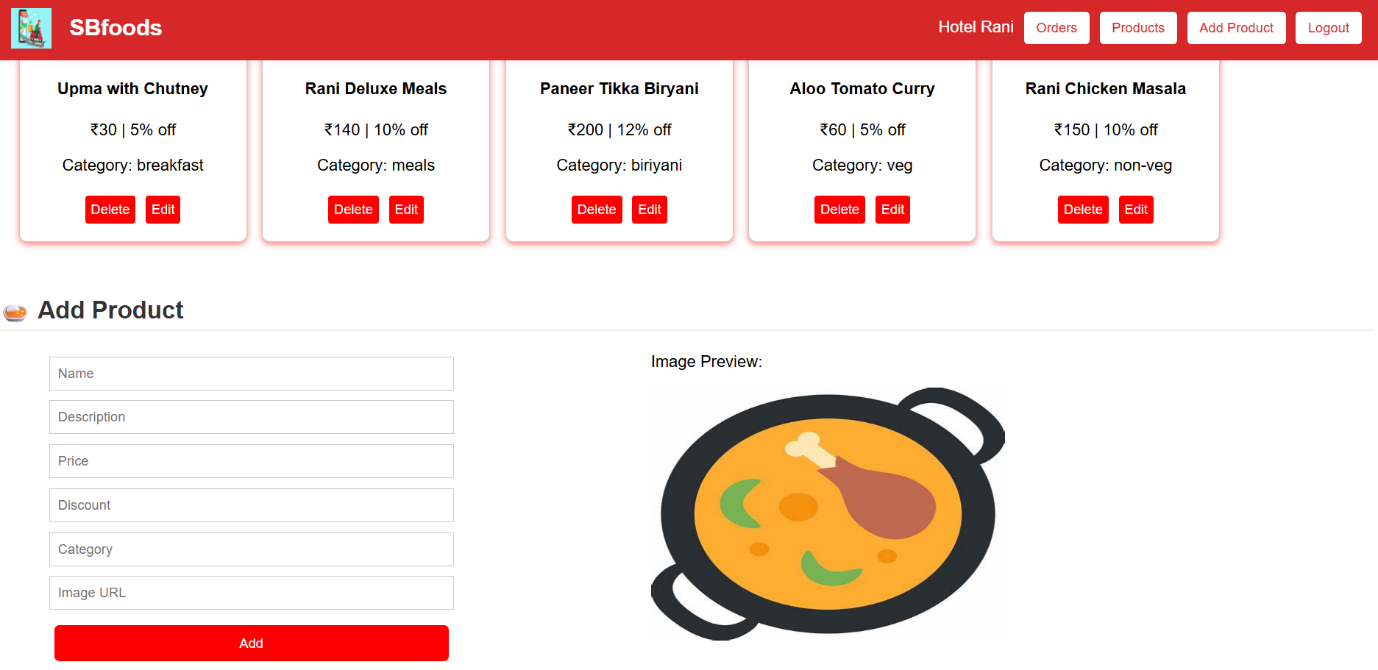 SBfoods
Hotel Rani
Orders
Products
Add Product
Logout
Upma with Chutney
₹30 | 5% off
Category: breakfast
Delete Edit
Rani Deluxe Meals
₹140 | 10% off
Category: meals
Delete Edit
Paneer Tikka Biryani
₹200 | 12% off
Category: biriyani
Delete Edit
Aloo Tomato Curry
₹60 | 5% off
Category: veg
Delete Edit
Rani Chicken Masala
₹150 | 10% off
Category: non-veg
Delete Edit
Add Product
Name
Description
Price
Discount
Category
Image URL
Add
Image Preview: